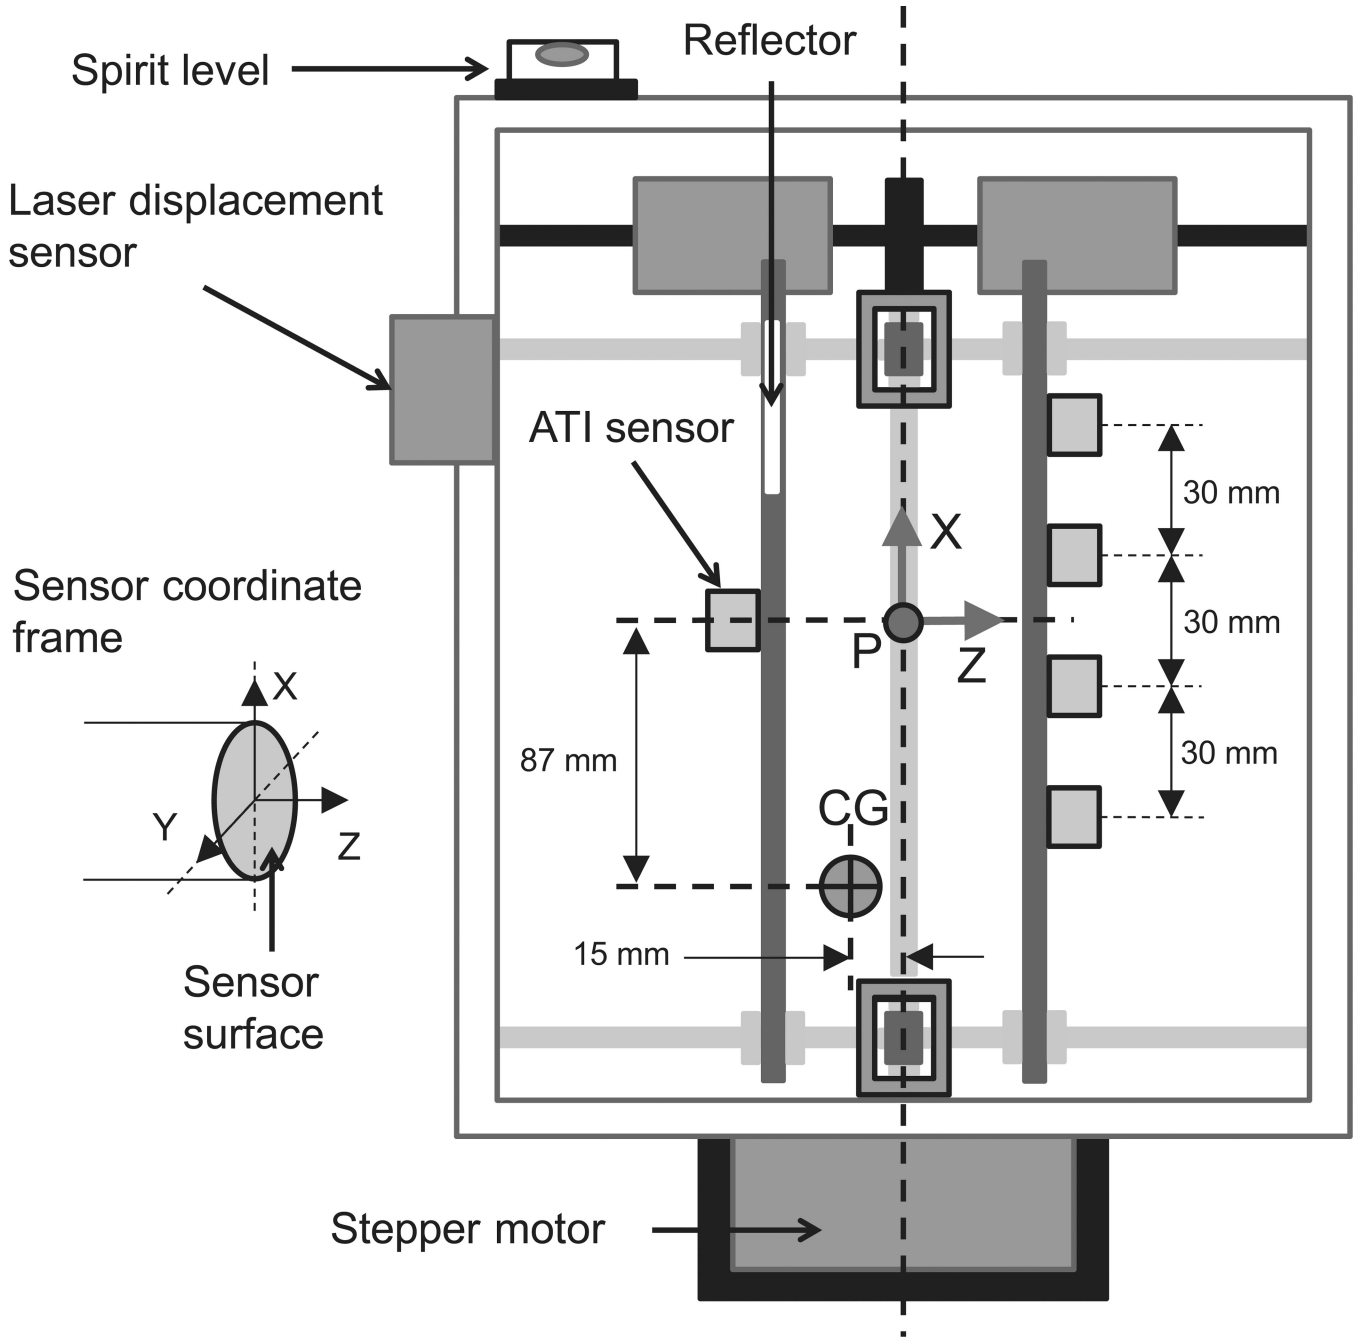 Reflector
Spirit level
Laser displacement
sensor
ATI sensor
30 mm
X
Sensor coordinate
frame
30 mm
P
Z
X
87 mm
30 mm
CG
Y
Z
15 mm
Sensor
surface
Stepper motor